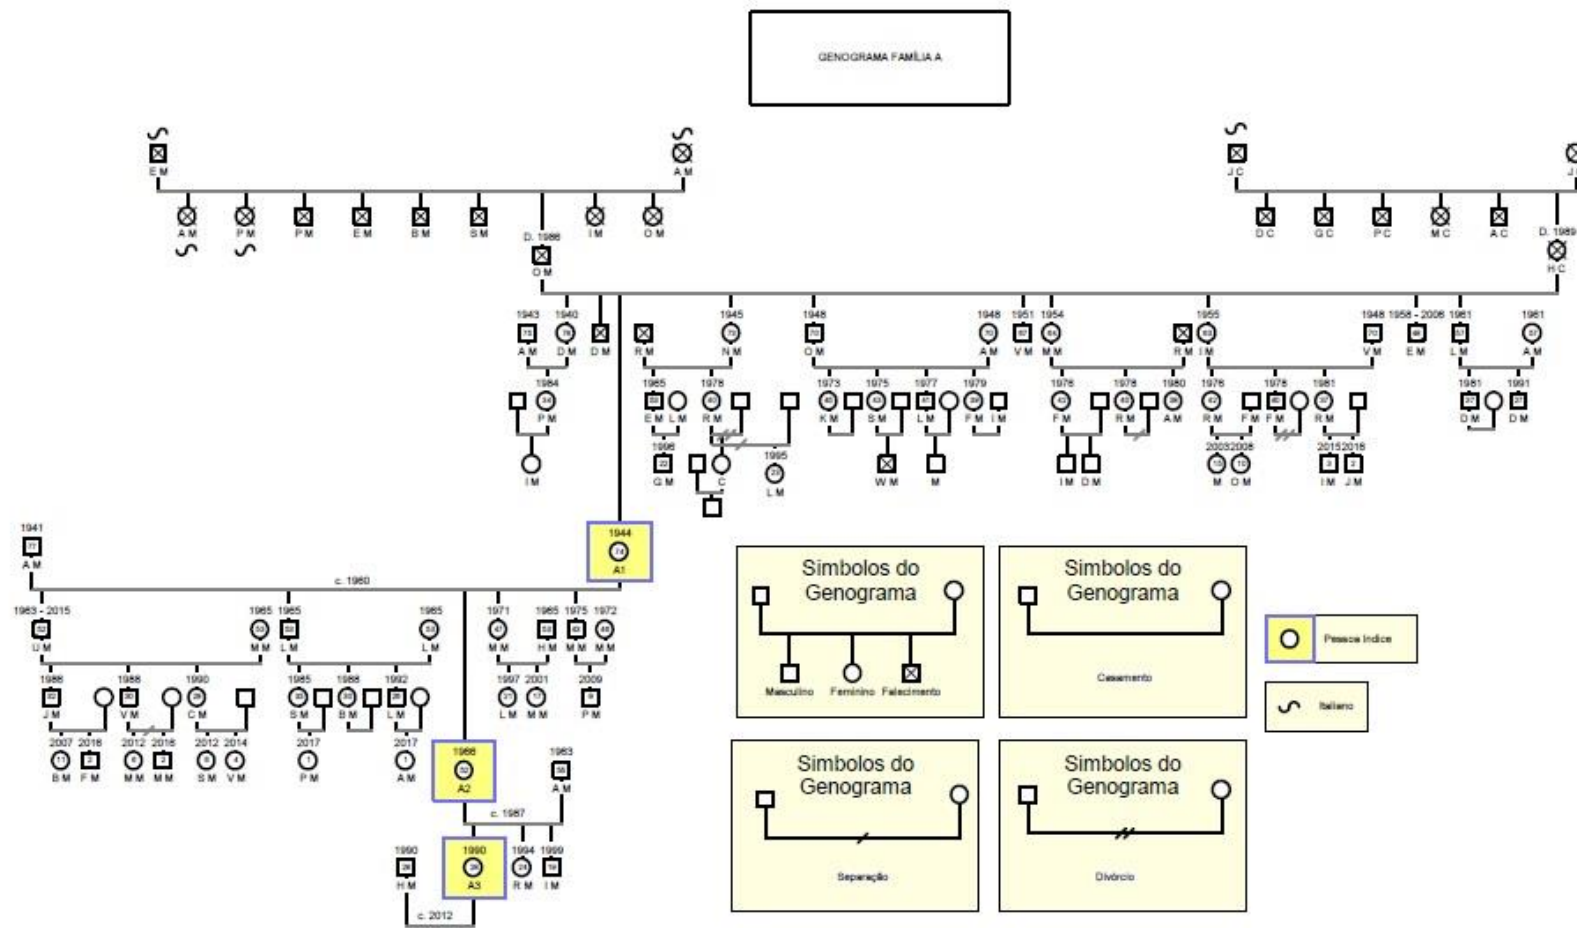 GENOGRAMA FAMÍLIA A
E M
A M
J C
A M
P M
P M
E M
B M
S M
I M
O M
D. 1986
O M
D C
G C
P C
M C
A C
D. 1989
H C
1943
A M
1940
D M
D M
R M
1945
N M
1948
O M
1948
A M
1951
V M
1954
M M
R M
1955
I M
1948
V M
1958 - 2006
E M
1961
L M
1961
A M
1984
P M
1965
E M
L M
1978
R M
1973
K M
1975
S M
1977
L M
1979
F M
I M
1976
F M
1978
R M
1980
A M
1976
R M
F M
1978
F M
1981
R M
1981
D M
1991
D M
I M
1996
G M
C
1995
L M
W M
M
I M
D M
2003
M
2008
O M
2015
I M
2016
J M
1941
A M
1944
74
A1
c. 1960
1963 - 2015
U M
1965
M M
1965
L M
1965
L M
1971
M M
1965
H M
1975
M M
1972
M M
1986
J M
1988
V M
1990
C M
1985
S M
1988
B M
1992
L M
1997
L M
2001
M M
2009
P M
2007
B M
2016
F M
2012
M M
2016
M M
2012
S M
2014
V M
2017
P M
2017
A M
1966
52
A2
1963
A M
c. 1987
1990
H M
1990
A3
1994
R M
1999
I M
c. 2012
Simbolos do
Genograma
Masculino
Feminino
Falecimento
Simbolos do
Genograma
Casamento
Simbolos do
Genograma
Separação
Simbolos do
Genograma
Divórcio
Pessoa índice
Italiano